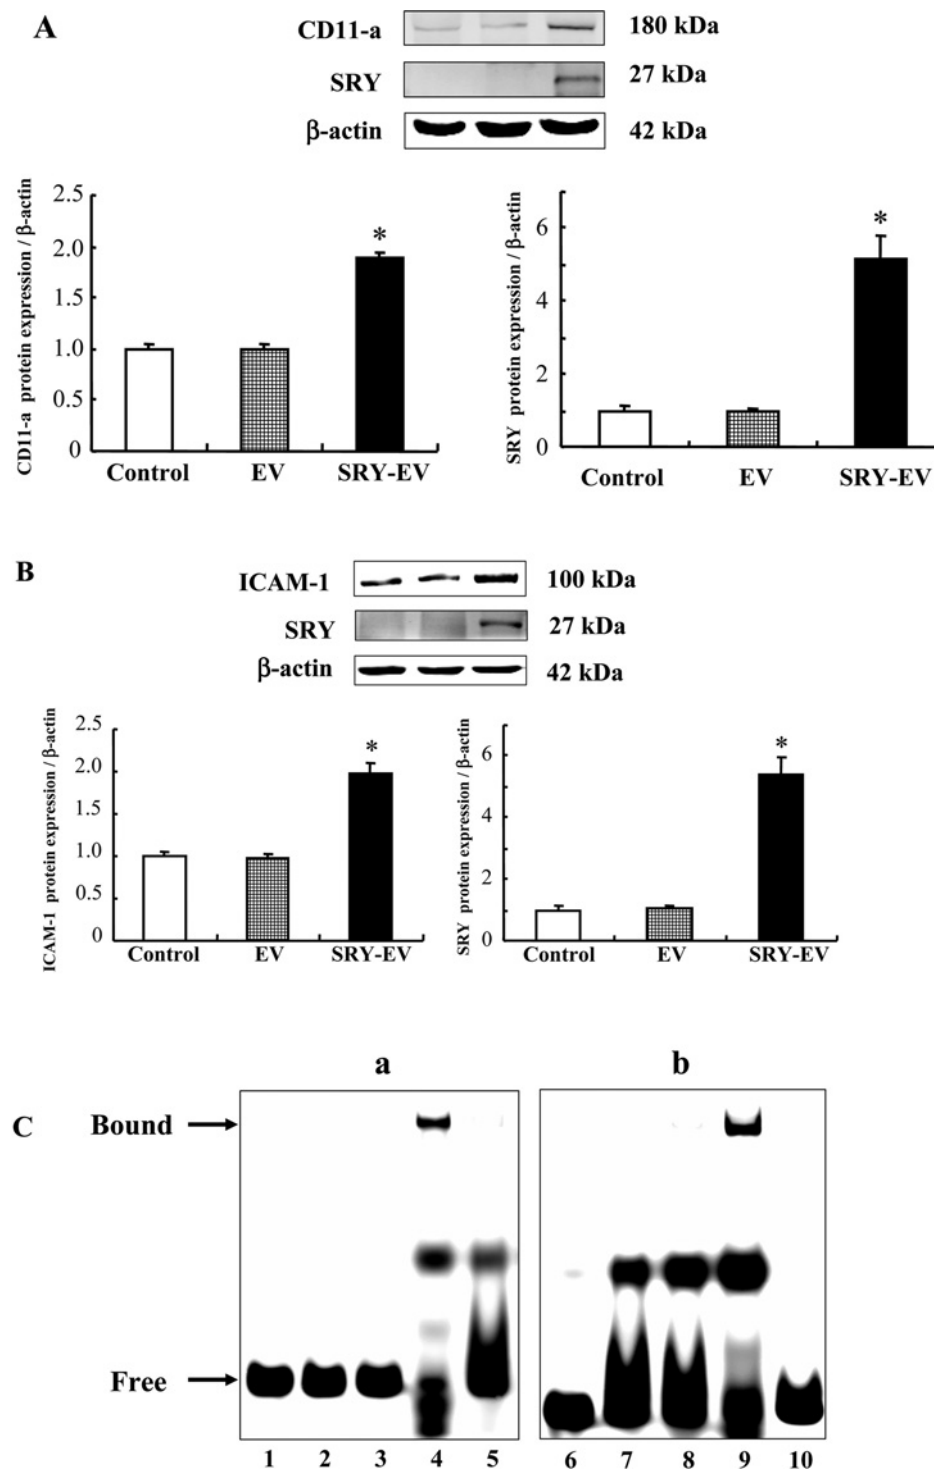 A
CD11-a 180 kDa
SRY 27 kDa
β-actin 42 kDa
CD11-a protein expression / β-actin
2.5
2.0
1.5
1.0
0.5
0
*
Control EV SRY-EV
SRY protein expression / β-actin
6
4
2
0
*
Control EV SRY-EV
B
ICAM-1 100 kDa
SRY 27 kDa
β-actin 42 kDa
ICAM-1 protein expression / β-actin
2.5
2.0
1.5
1.0
0.5
0
*
Control EV SRY-EV
SRY protein expression / β-actin
6
4
2
0
*
Control EV SRY-EV
C
a b
Bound
Free
1 2 3 4 5 6 7 8 9 10